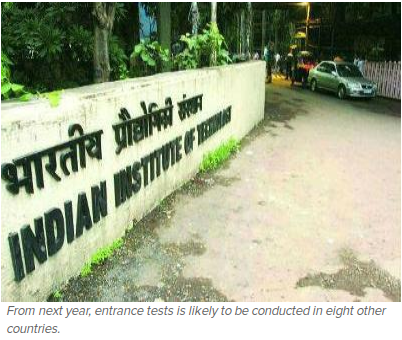 भारतीय प्रौद्योगिकी संस्थान
INDIAN INSTITUTE OF TECHNOLOGY
From next year, entrance tests is likely to be conducted in eight other
countries.